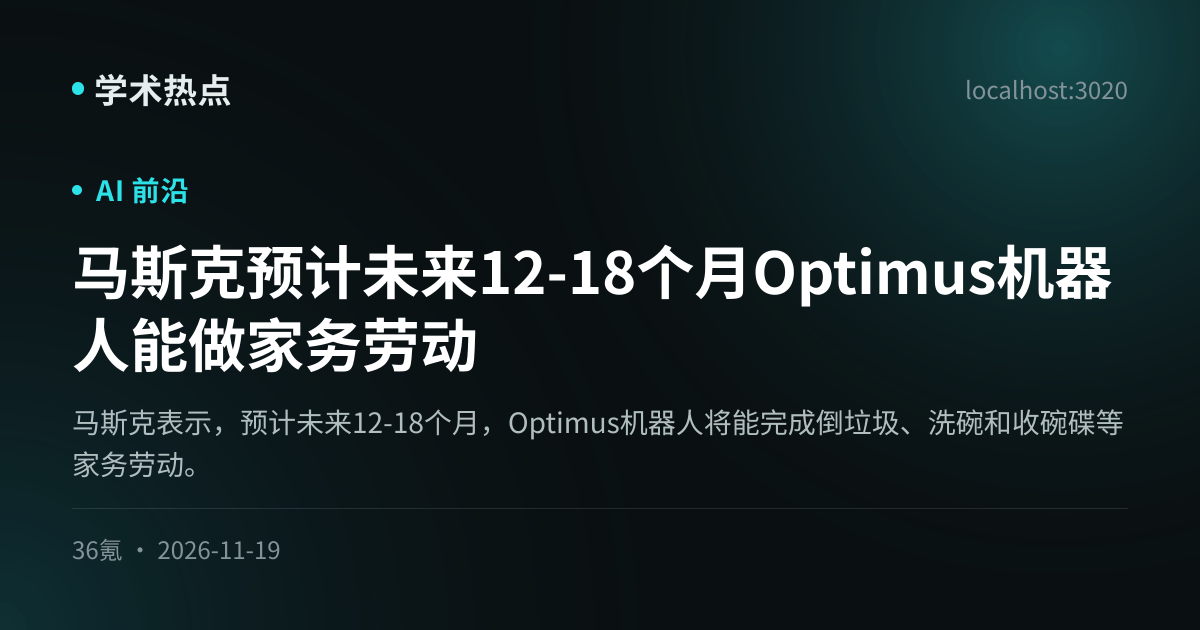 学术热点
localhost:3020
AI 前沿
马斯克预计未来12-18个月Optimus机器
人能做家务劳动
马斯克表示，预计未来12-18个月，Optimus机器人将能完成倒垃圾、洗碗和收碗碟等
家务劳动。
36氪 · 2026-11-19